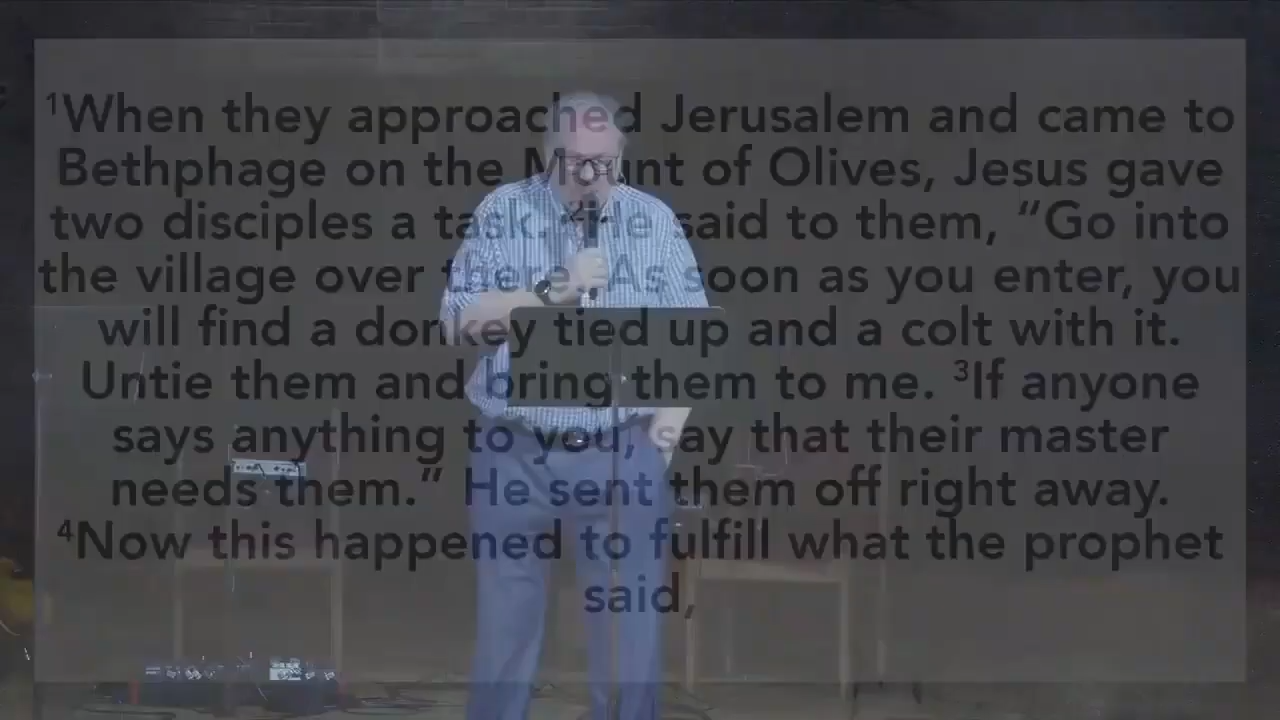 ¹When they approached Jerusalem and came to
Bethphage on the Mount of Olives, Jesus gave
two disciples a task. ²He said to them, “Go into
the village over there. As soon as you enter, you
will find a donkey tied up and a colt with it.
Untie them and bring them to me. ³If anyone
says anything to you, say that their master
needs them.” He sent them off right away.
⁴Now this happened to fulfill what the prophet
said,